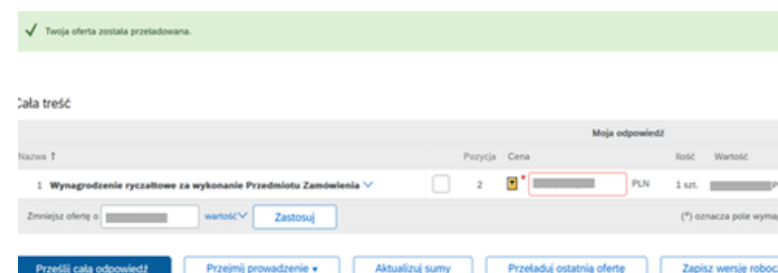 Twoja oferta została przeładowana.
Cała treść
Moja odpowiedź
Nazwa ↑ Pozycja Cena Ilość Wartość
1 Wynagrodzenie ryczałtowe za wykonanie Przedmiotu Zamówienia 2 * PLN 1 szt. P
Zmniejsz ofertę o wartość Zastosuj (*) oznacza pole wymag
Prześlij całą odpowiedź Przejmij prowadzenie Aktualizuj sumy Przeładuj ostatnią ofertę Zapisz wersję roboc